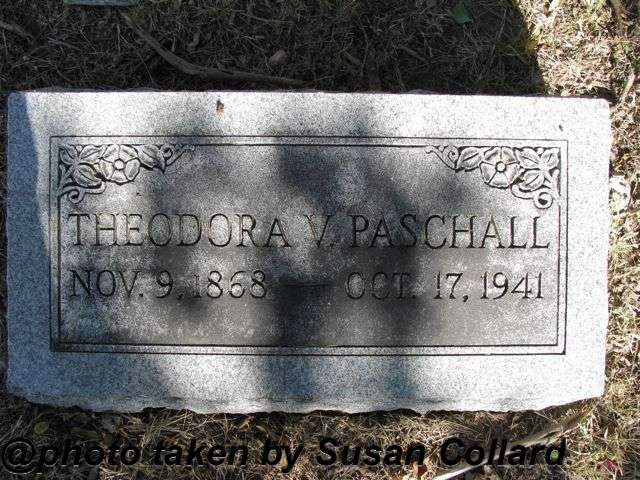 THEODORA V. PASCHALL
NOV. 9, 1868 — OCT. 17, 1941
@photo taken by Susan Collard